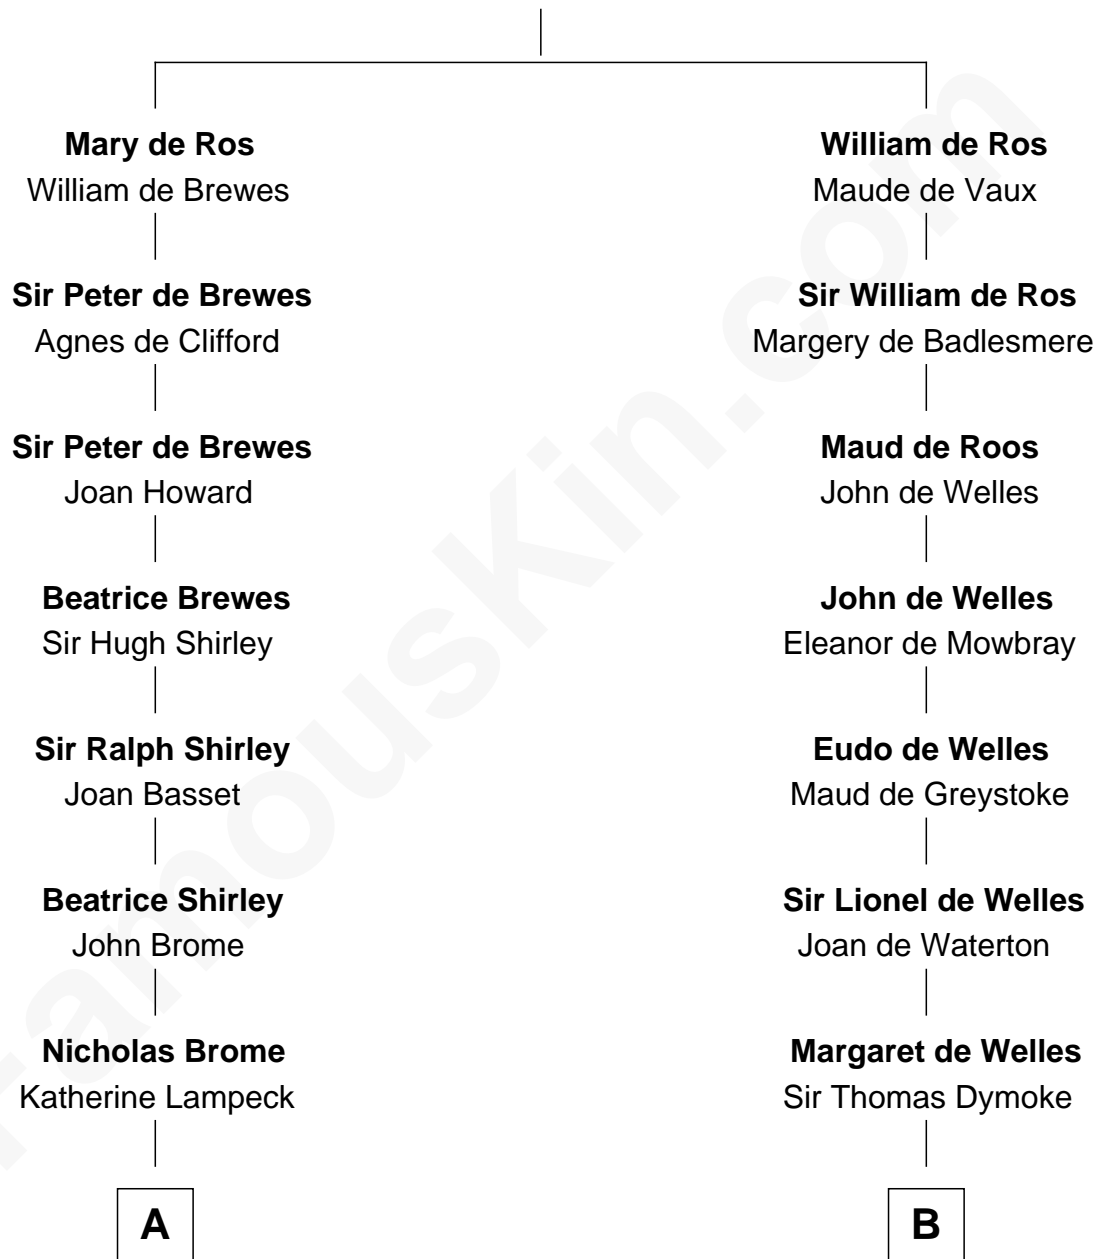 Mary de Ros
William de Brewes
Sir Peter de Brewes
Agnes de Clifford
Sir Peter de Brewes
Joan Howard
Beatrice Brewes
Sir Hugh Shirley
Sir Ralph Shirley
Joan Basset
Beatrice Shirley
John Brome
Nicholas Brome
Katherine Lampeck
A
William de Ros
Maude de Vaux
Sir William de Ros
Margery de Badlesmere
Maud de Roos
John de Welles
John de Welles
Eleanor de Mowbray
Eudo de Welles
Maud de Greystoke
Sir Lionel de Welles
Joan de Waterton
Margaret de Welles
Sir Thomas Dymoke
B
FamousKin.com